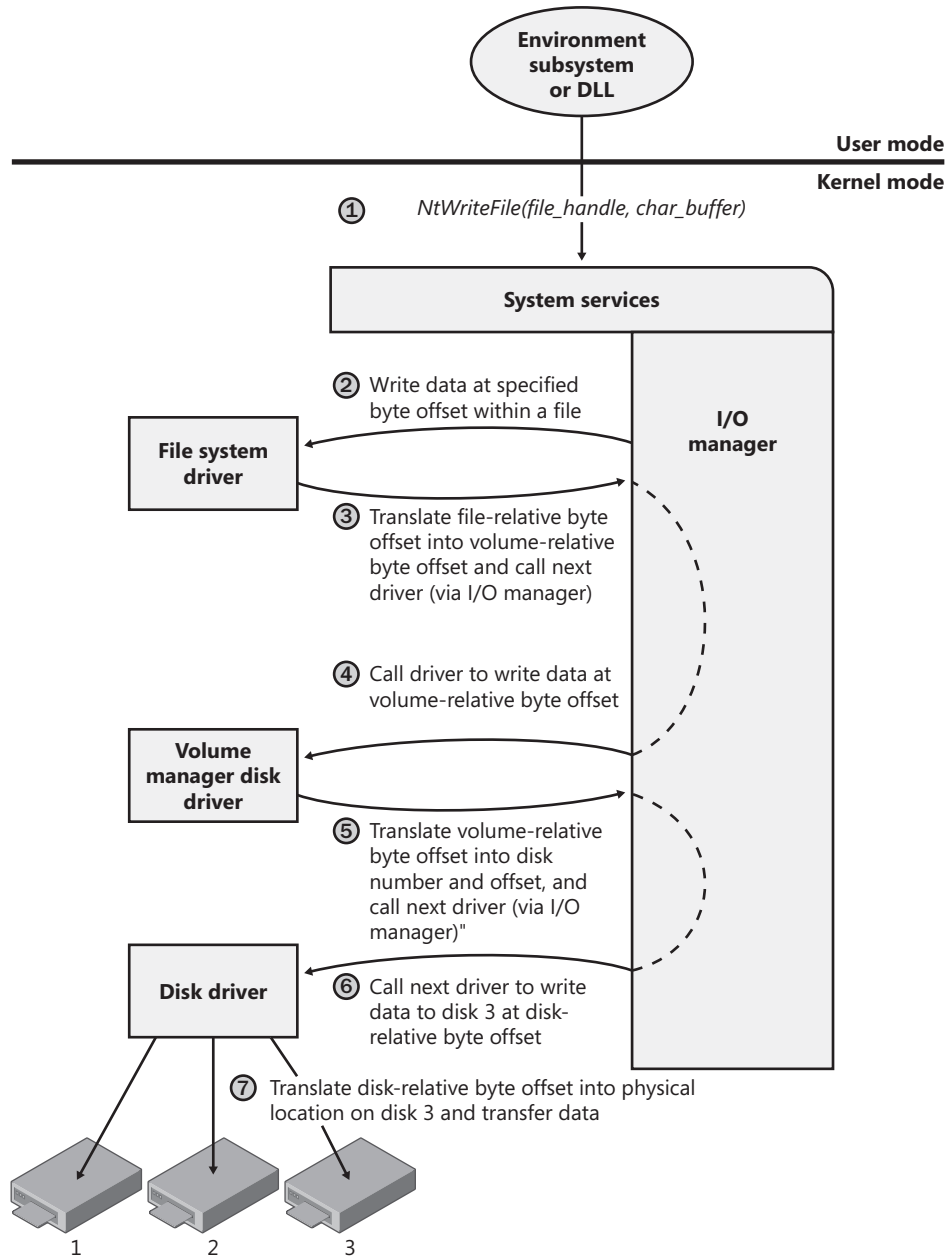 Environment
subsystem
or DLL
User mode
Kernel mode
1
NtWriteFile(file_handle, char_buffer)
System services
2 Write data at specified
byte offset within a file
I/O
manager
File system
driver
3 Translate file-relative byte
offset into volume-relative
byte offset and call next
driver (via I/O manager)
4 Call driver to write data at
volume-relative byte offset
Volume
manager disk
driver
5 Translate volume-relative
byte offset into disk
number and offset, and
call next driver (via I/O
manager)"
Disk driver
6 Call next driver to write
data to disk 3 at disk-
relative byte offset
7 Translate disk-relative byte offset into physical
location on disk 3 and transfer data
1
2
3